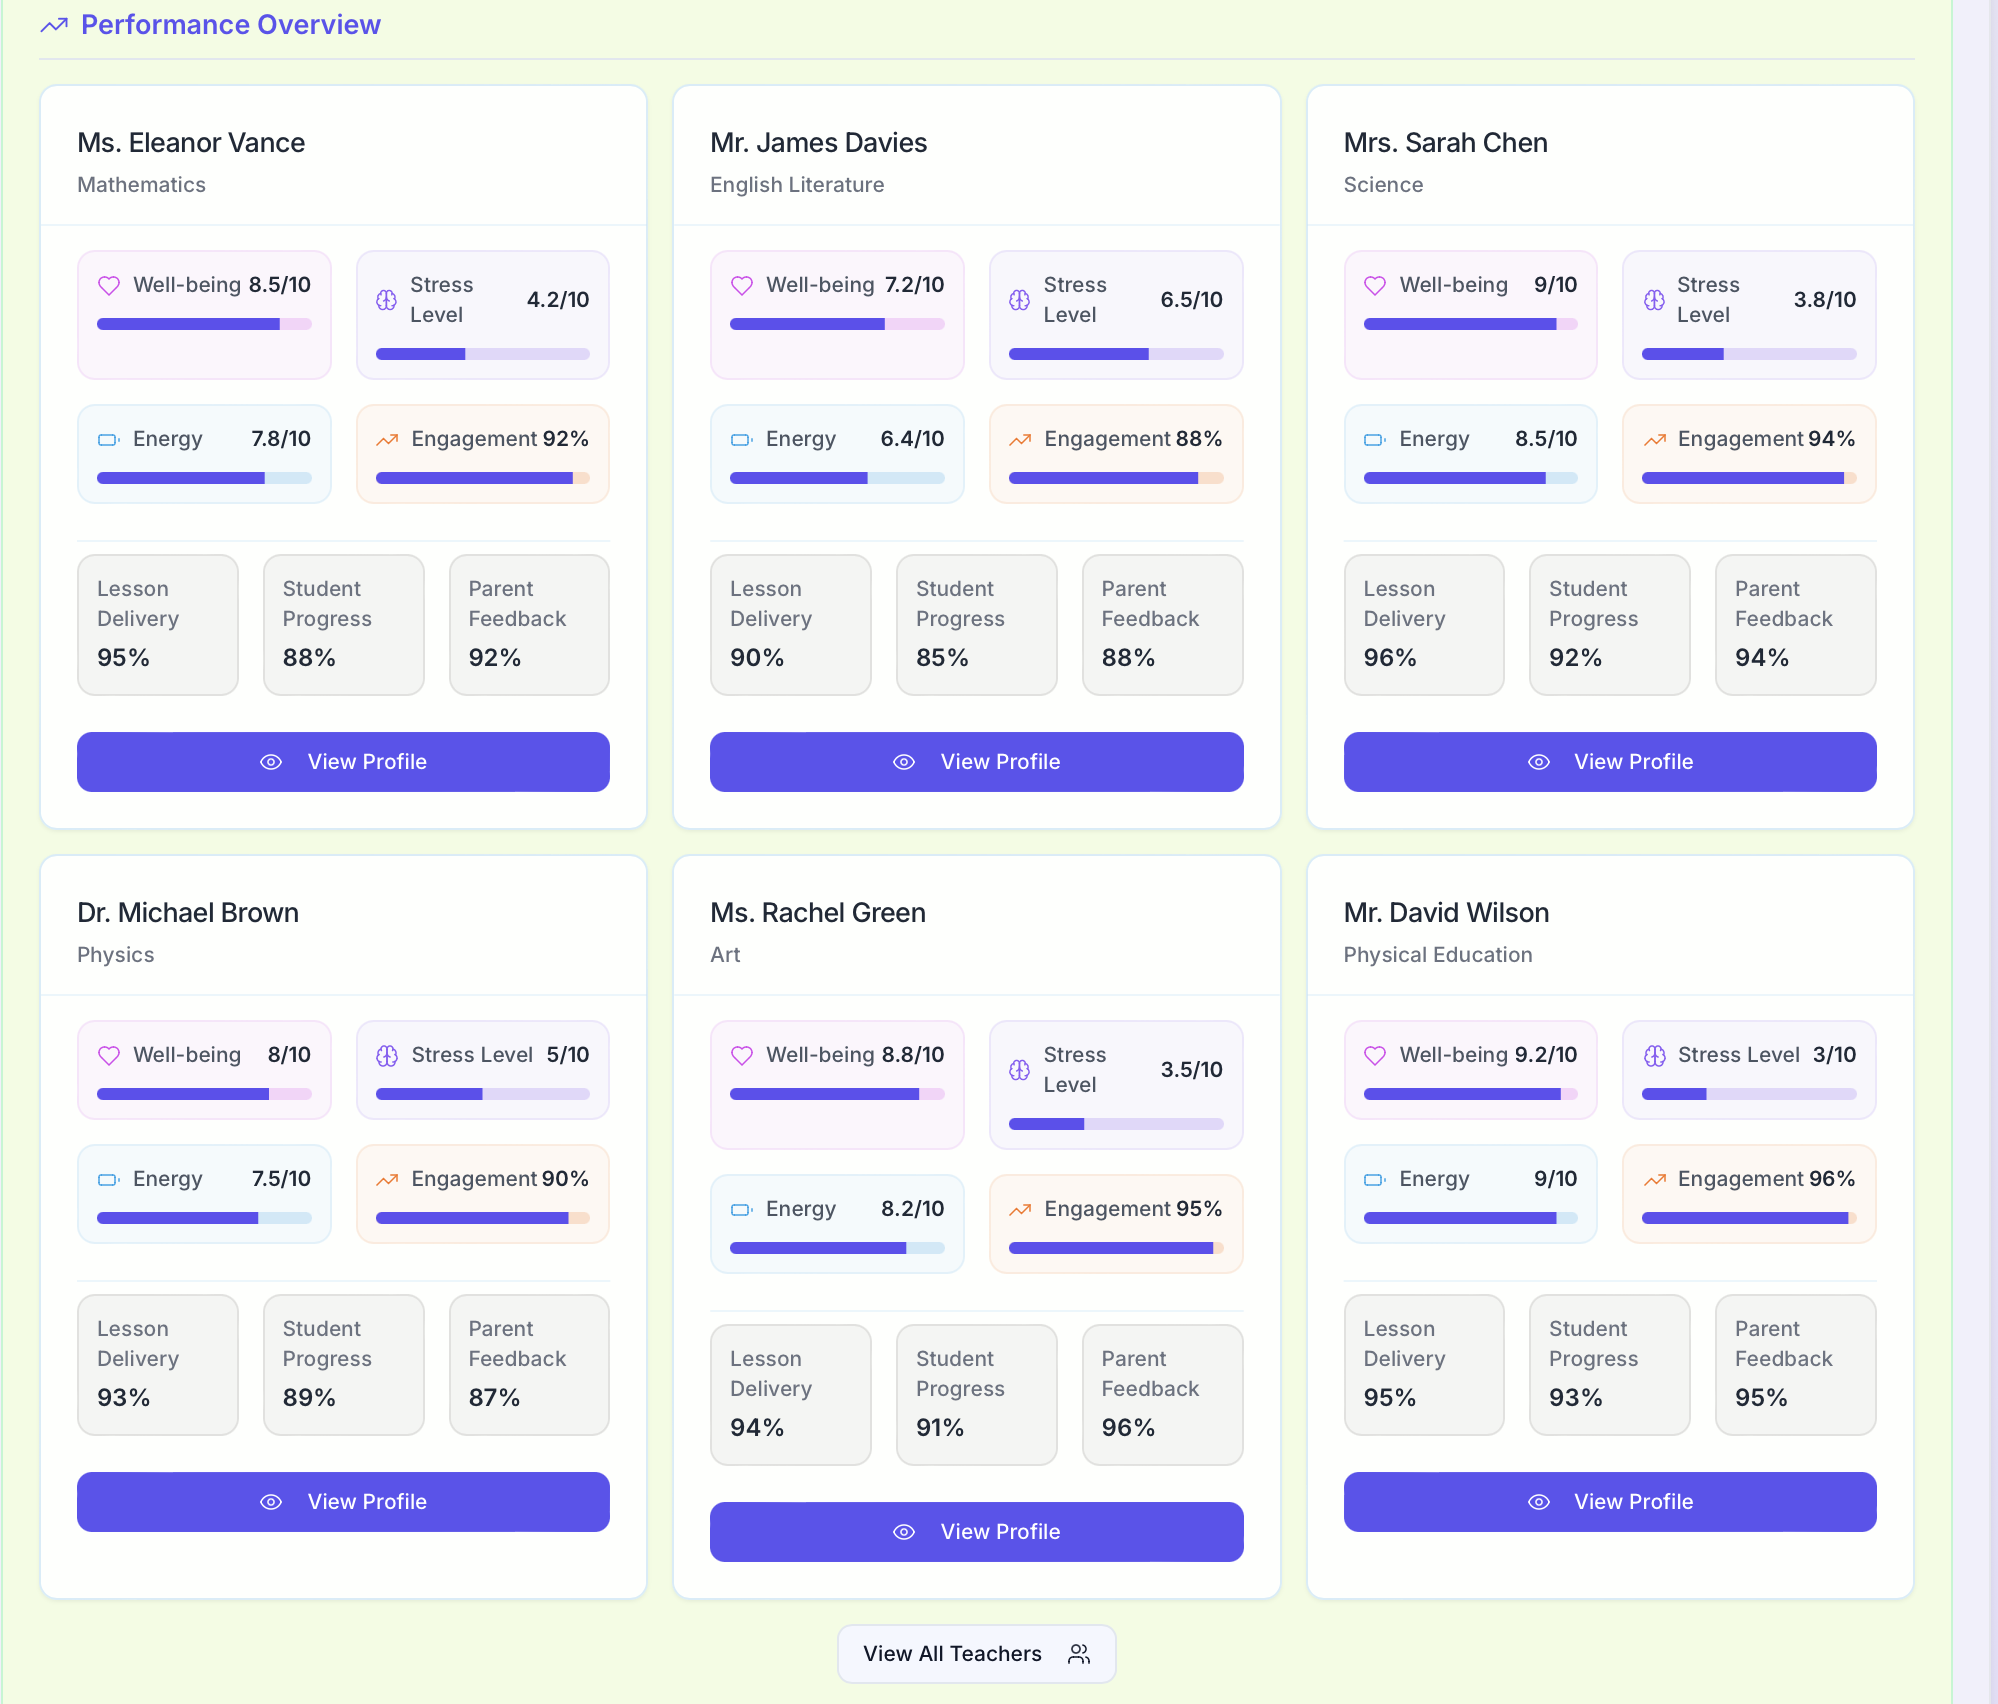 Performance Overview
Ms. Eleanor Vance
Mathematics
Well-being 8.5/10
Stress
Level
4.2/10
Energy 7.8/10
Engagement 92%
Lesson
Delivery
95%
Student
Progress
88%
Parent
Feedback
92%
View Profile
Mr. James Davies
English Literature
Well-being 7.2/10
Stress
Level
6.5/10
Energy 6.4/10
Engagement 88%
Lesson
Delivery
90%
Student
Progress
85%
Parent
Feedback
88%
View Profile
Mrs. Sarah Chen
Science
Well-being 9/10
Stress
Level
3.8/10
Energy 8.5/10
Engagement 94%
Lesson
Delivery
96%
Student
Progress
92%
Parent
Feedback
94%
View Profile
Dr. Michael Brown
Physics
Well-being 8/10
Stress Level 5/10
Energy 7.5/10
Engagement 90%
Lesson
Delivery
93%
Student
Progress
89%
Parent
Feedback
87%
View Profile
Ms. Rachel Green
Art
Well-being 8.8/10
Stress
Level
3.5/10
Energy 8.2/10
Engagement 95%
Lesson
Delivery
94%
Student
Progress
91%
Parent
Feedback
96%
View Profile
Mr. David Wilson
Physical Education
Well-being 9.2/10
Stress Level 3/10
Energy 9/10
Engagement 96%
Lesson
Delivery
95%
Student
Progress
93%
Parent
Feedback
95%
View Profile
View All Teachers